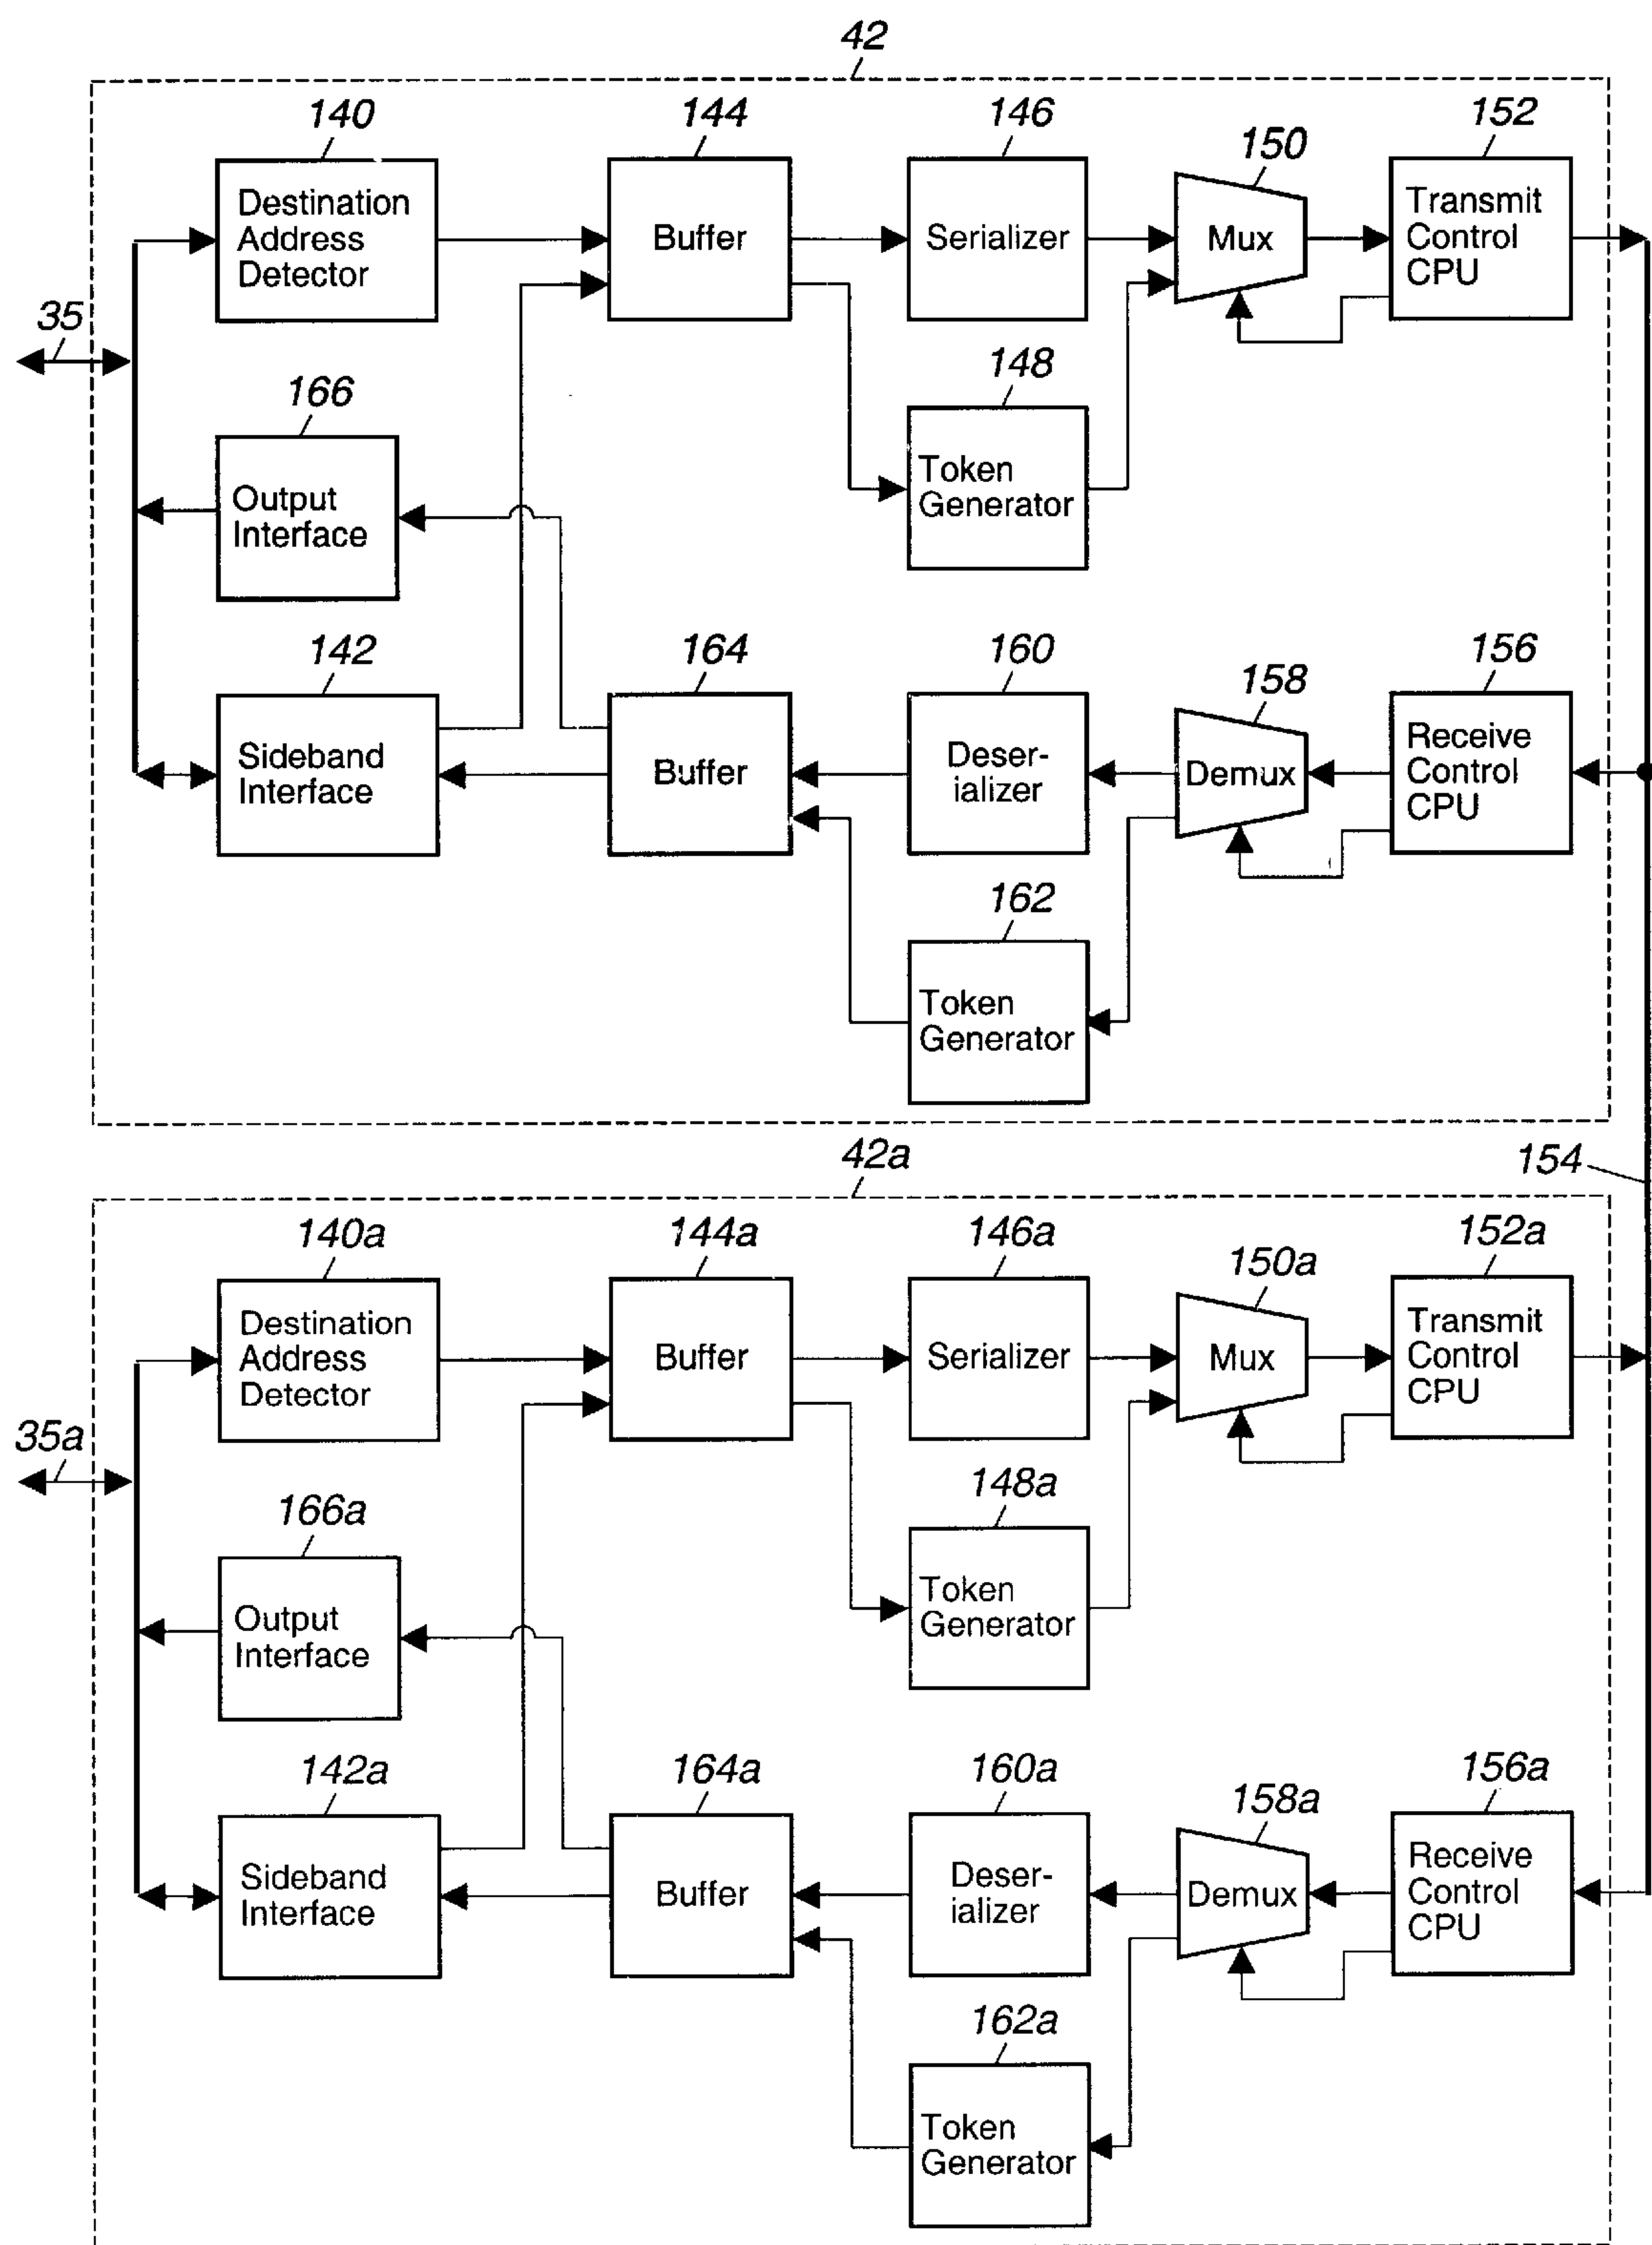 42
140
144
146
150
152
Destination
Address
Detector
Buffer
Serializer
Mux
Transmit
Control
CPU
35
166
148
Output
Interface
Token
Generator
142
164
160
158
156
Sideband
Interface
Buffer
Deser-
ializer
Demux
Receive
Control
CPU
162
Token
Generator
42a
154
140a
144a
146a
150a
152a
Destination
Address
Detector
Buffer
Serializer
Mux
Transmit
Control
CPU
35a
166a
148a
Output
Interface
Token
Generator
142a
164a
160a
158a
156a
Sideband
Interface
Buffer
Deser-
ializer
Demux
Receive
Control
CPU
162a
Token
Generator